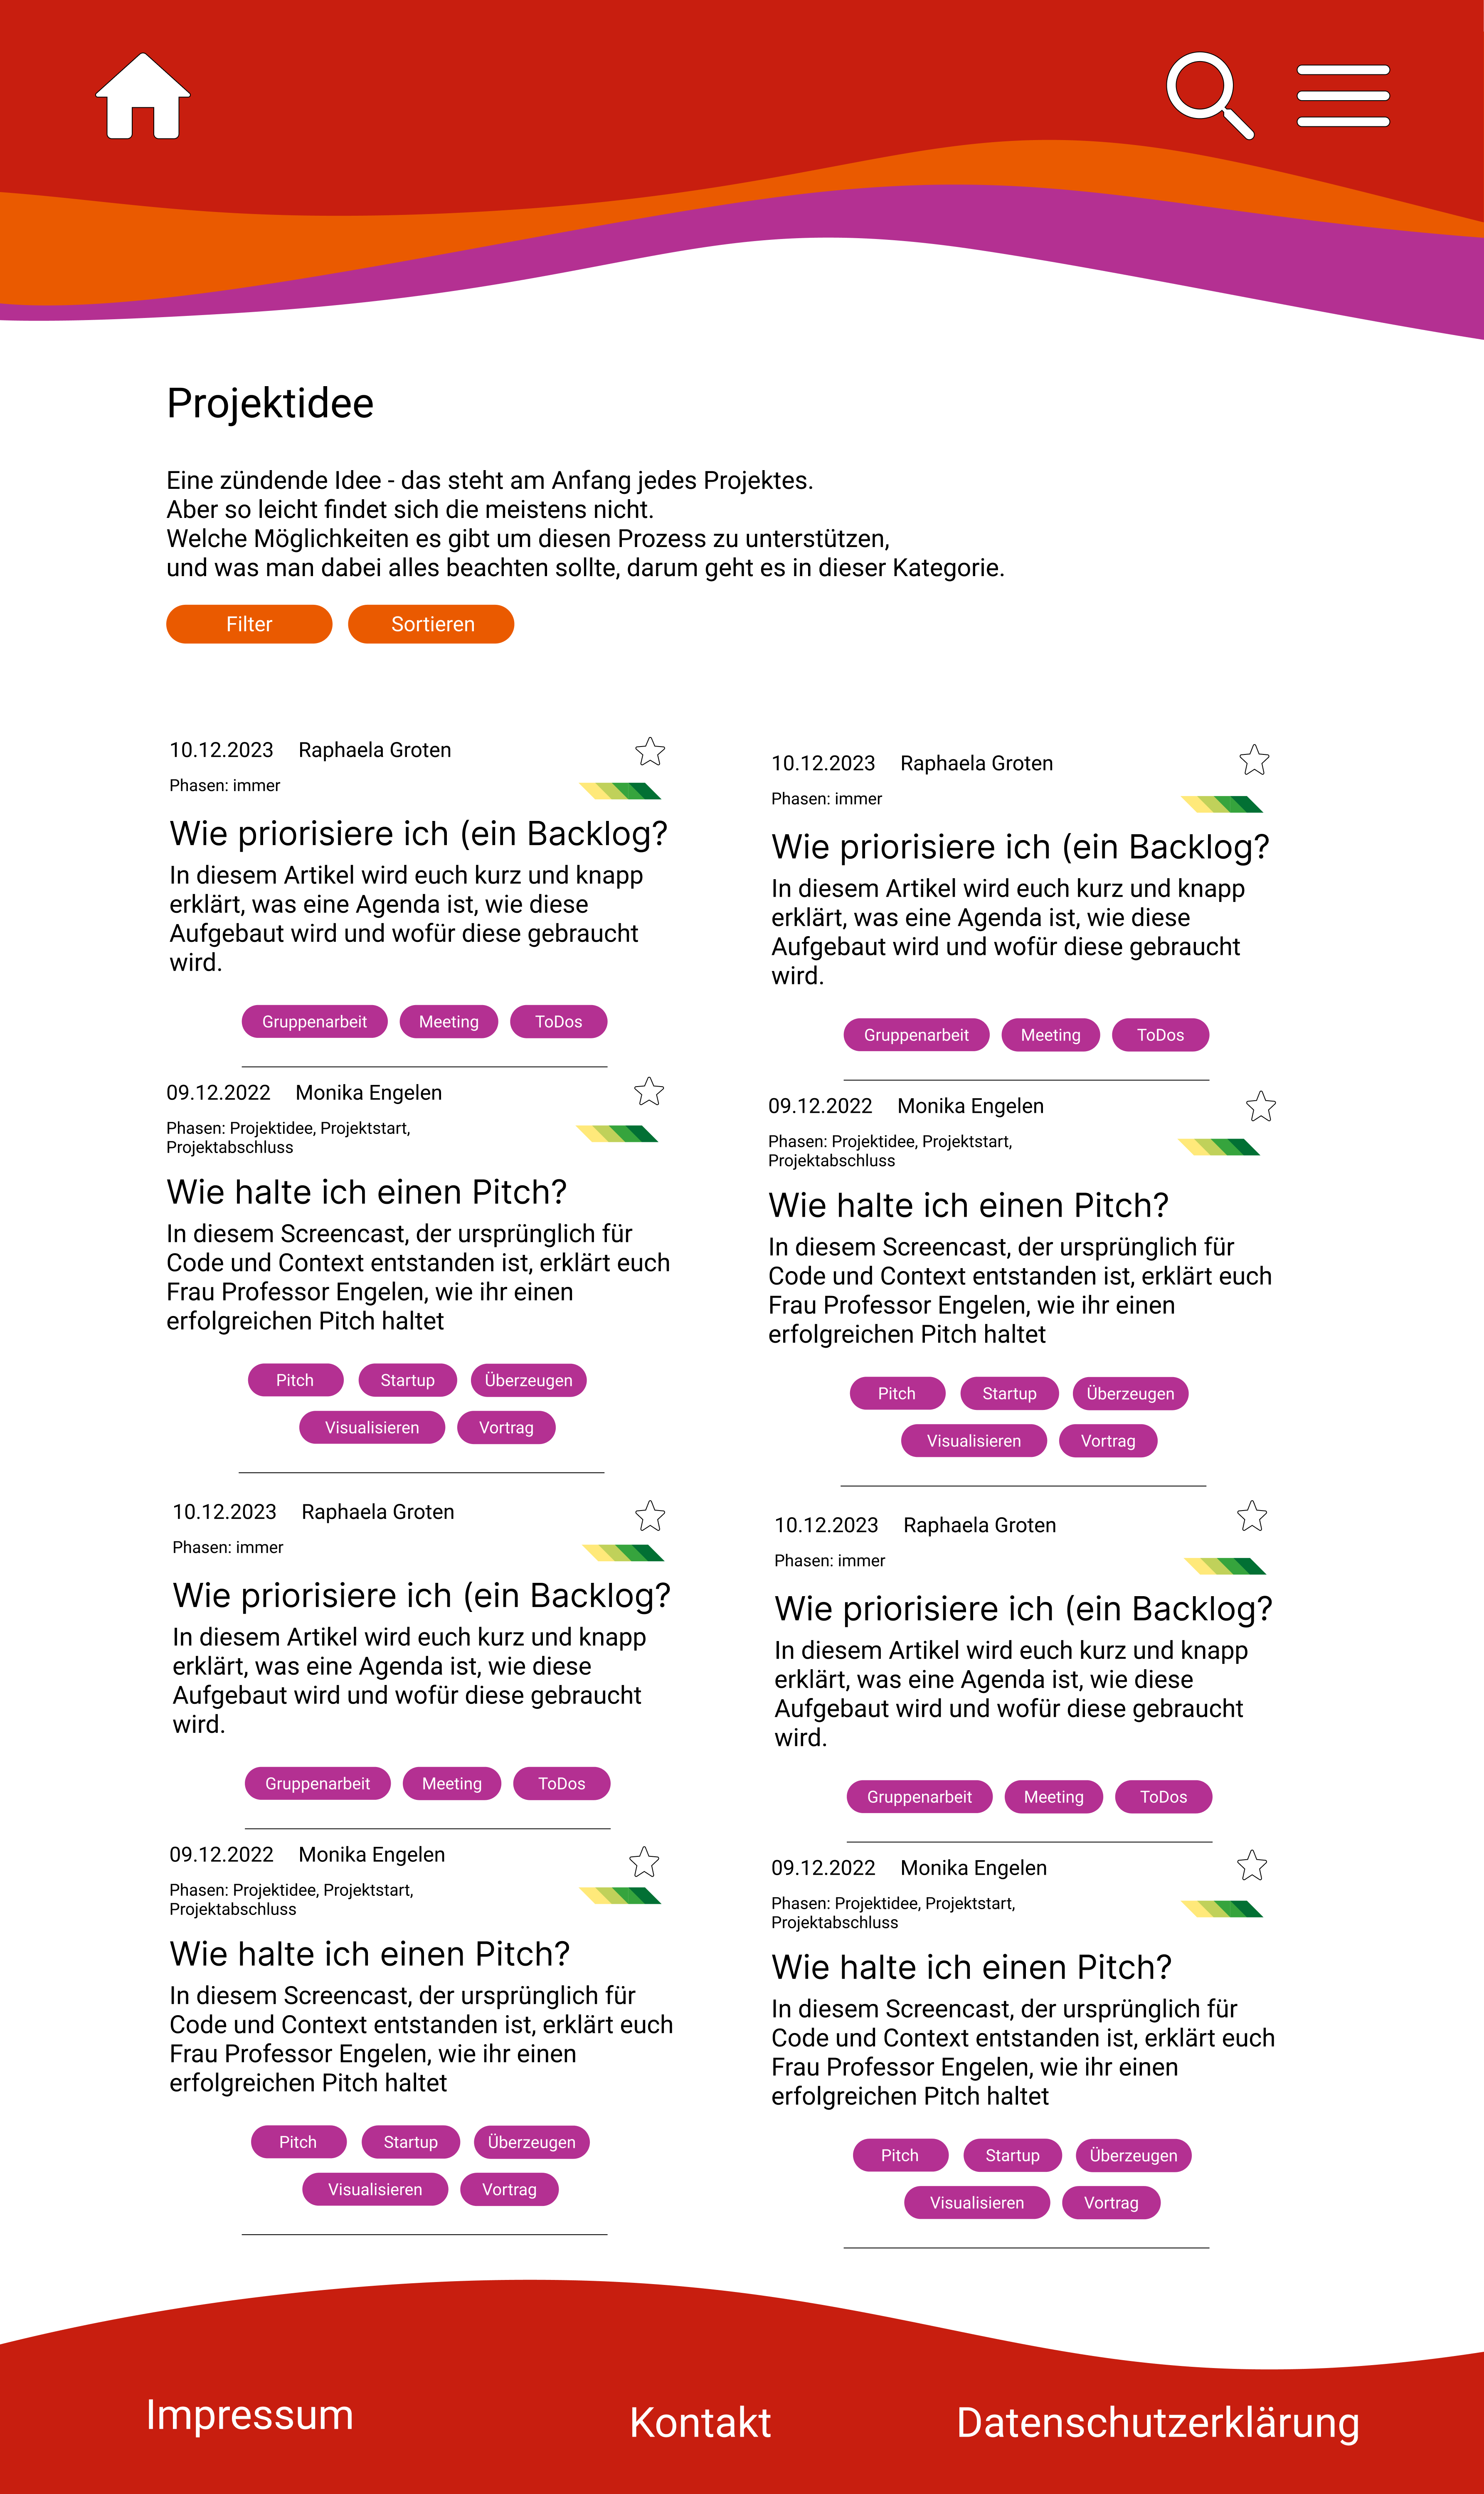 Projektidee
Eine zündende Idee - das steht am Anfang jedes Projektes.
Aber so leicht findet sich die meistens nicht.
Welche Möglichkeiten es gibt um diesen Prozess zu unterstützen,
und was man dabei alles beachten sollte, darum geht es in dieser Kategorie.
Filter Sortieren
10.12.2023 Raphaela Groten
Phasen: immer
Wie priorisiere ich (ein Backlog?
In diesem Artikel wird euch kurz und knapp
erklärt, was eine Agenda ist, wie diese
Aufgebaut wird und wofür diese gebraucht
wird.
Gruppenarbeit Meeting ToDos
09.12.2022 Monika Engelen
Phasen: Projektidee, Projektstart,
Projektabschluss
Wie halte ich einen Pitch?
In diesem Screencast, der ursprünglich für
Code und Context entstanden ist, erklärt euch
Frau Professor Engelen, wie ihr einen
erfolgreichen Pitch haltet
Pitch Startup Überzeugen
Visualisieren Vortrag
10.12.2023 Raphaela Groten
Phasen: immer
Wie priorisiere ich (ein Backlog?
In diesem Artikel wird euch kurz und knapp
erklärt, was eine Agenda ist, wie diese
Aufgebaut wird und wofür diese gebraucht
wird.
Gruppenarbeit Meeting ToDos
09.12.2022 Monika Engelen
Phasen: Projektidee, Projektstart,
Projektabschluss
Wie halte ich einen Pitch?
In diesem Screencast, der ursprünglich für
Code und Context entstanden ist, erklärt euch
Frau Professor Engelen, wie ihr einen
erfolgreichen Pitch haltet
Pitch Startup Überzeugen
Visualisieren Vortrag
10.12.2023 Raphaela Groten
Phasen: immer
Wie priorisiere ich (ein Backlog?
In diesem Artikel wird euch kurz und knapp
erklärt, was eine Agenda ist, wie diese
Aufgebaut wird und wofür diese gebraucht
wird.
Gruppenarbeit Meeting ToDos
09.12.2022 Monika Engelen
Phasen: Projektidee, Projektstart,
Projektabschluss
Wie halte ich einen Pitch?
In diesem Screencast, der ursprünglich für
Code und Context entstanden ist, erklärt euch
Frau Professor Engelen, wie ihr einen
erfolgreichen Pitch haltet
Pitch Startup Überzeugen
Visualisieren Vortrag
10.12.2023 Raphaela Groten
Phasen: immer
Wie priorisiere ich (ein Backlog?
In diesem Artikel wird euch kurz und knapp
erklärt, was eine Agenda ist, wie diese
Aufgebaut wird und wofür diese gebraucht
wird.
Gruppenarbeit Meeting ToDos
09.12.2022 Monika Engelen
Phasen: Projektidee, Projektstart,
Projektabschluss
Wie halte ich einen Pitch?
In diesem Screencast, der ursprünglich für
Code und Context entstanden ist, erklärt euch
Frau Professor Engelen, wie ihr einen
erfolgreichen Pitch haltet
Pitch Startup Überzeugen
Visualisieren Vortrag
Impressum Kontakt Datenschutzerklärung